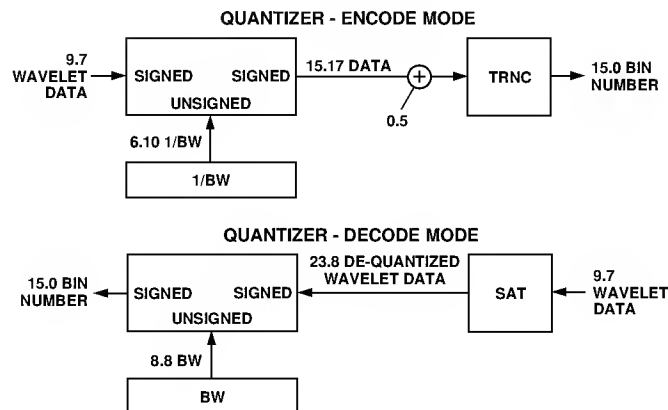 QUANTIZER - ENCODE MODE
9.7
WAVELET
DATA
SIGNED
SIGNED
UNSIGNED
15.17 DATA
0.5
TRNC
15.0 BIN
NUMBER
6.10 1/BW
1/BW
QUANTIZER - DECODE MODE
15.0 BIN
NUMBER
SIGNED
SIGNED
UNSIGNED
23.8 DE-QUANTIZED
WAVELET DATA
SAT
9.7
WAVELET
DATA
8.8 BW
BW